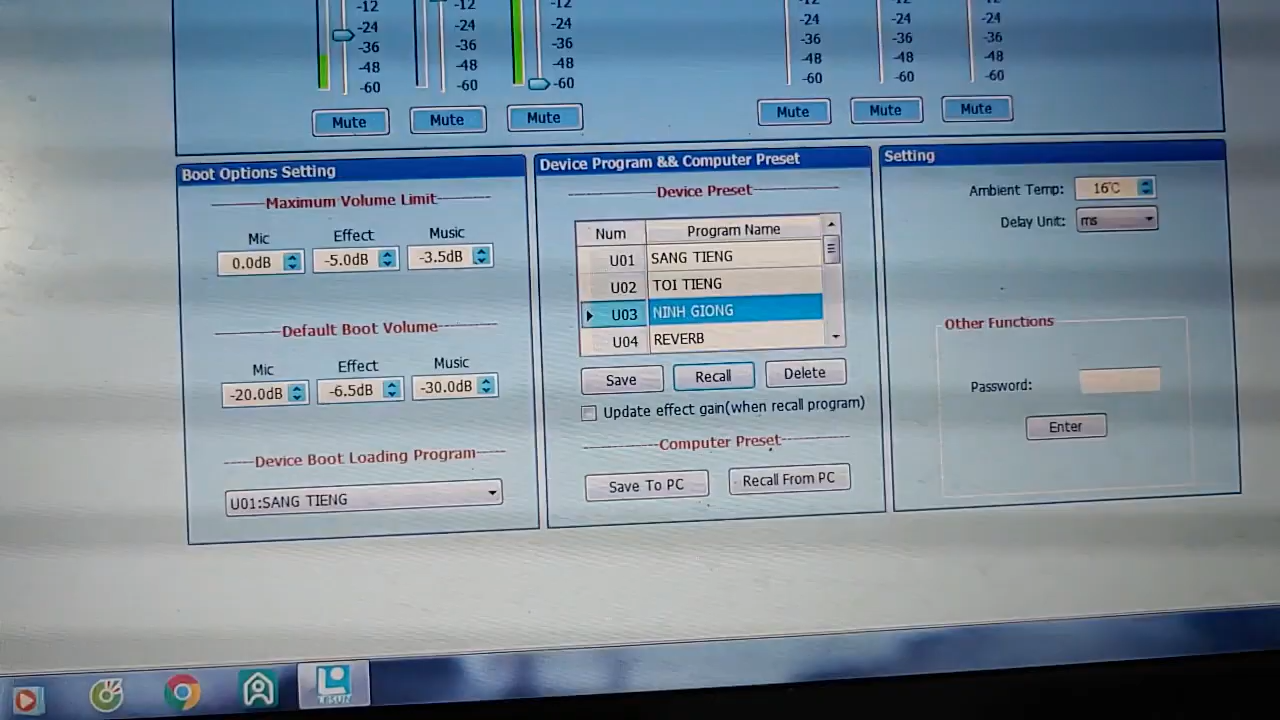 -12 -12 -12 -12 -12
-24 -24 -24 -24 -24 -24
-36 -36 -36 -36 -36 -36
-48 -48 -48 -48 -48 -48
-60 -60 -60 -60 -60 -60
Mute Mute Mute Mute Mute Mute
Boot Options Setting
Maximum Volume Limit
Mic Effect Music
0.0dB -5.0dB -3.5dB
Default Boot Volume
Mic Effect Music
-20.0dB -6.5dB -30.0dB
Device Boot Loading Program
U01:SANG TIENG
Device Program && Computer Preset
Device Preset
Num Program Name
U01 SANG TIENG
U02 TOI TIENG
U03 NINH GIONG
U04 REVERB
Save Recall Delete
Update effect gain(when recall program)
Computer Preset
Save To PC Recall From PC
Setting
Ambient Temp: 16℃
Delay Unit: ms
Other Functions
Password:
Enter